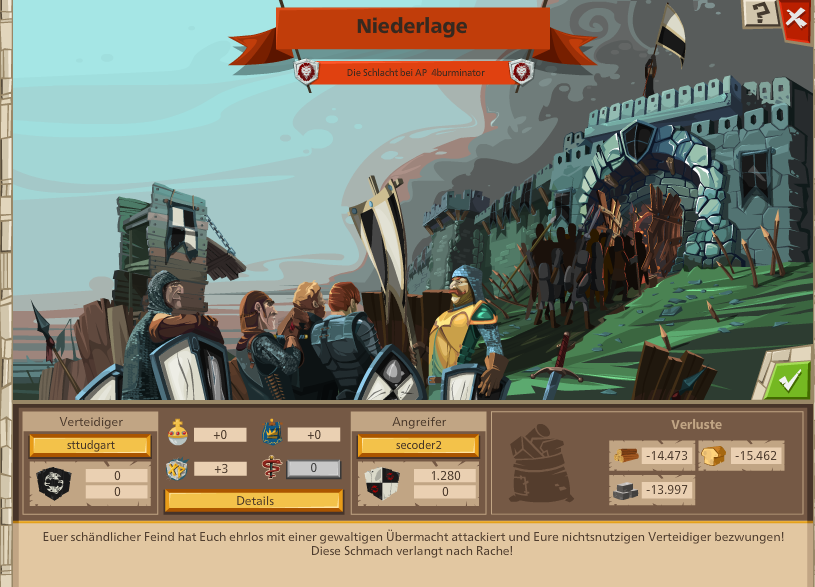 Niederlage
?
Die Schlacht bei AP 4burminator
Verteidiger
sttudgart
0
0
+0
+0
+3
0
Details
Angreifer
secoder2
1.280
0
Verluste
-14.473
-15.462
-13.997
Euer schändlicher Feind hat Euch ehrlos mit einer gewaltigen Übermacht attackiert und Eure nichtsnutzigen Verteidiger bezwungen!
Diese Schmach verlangt nach Rache!